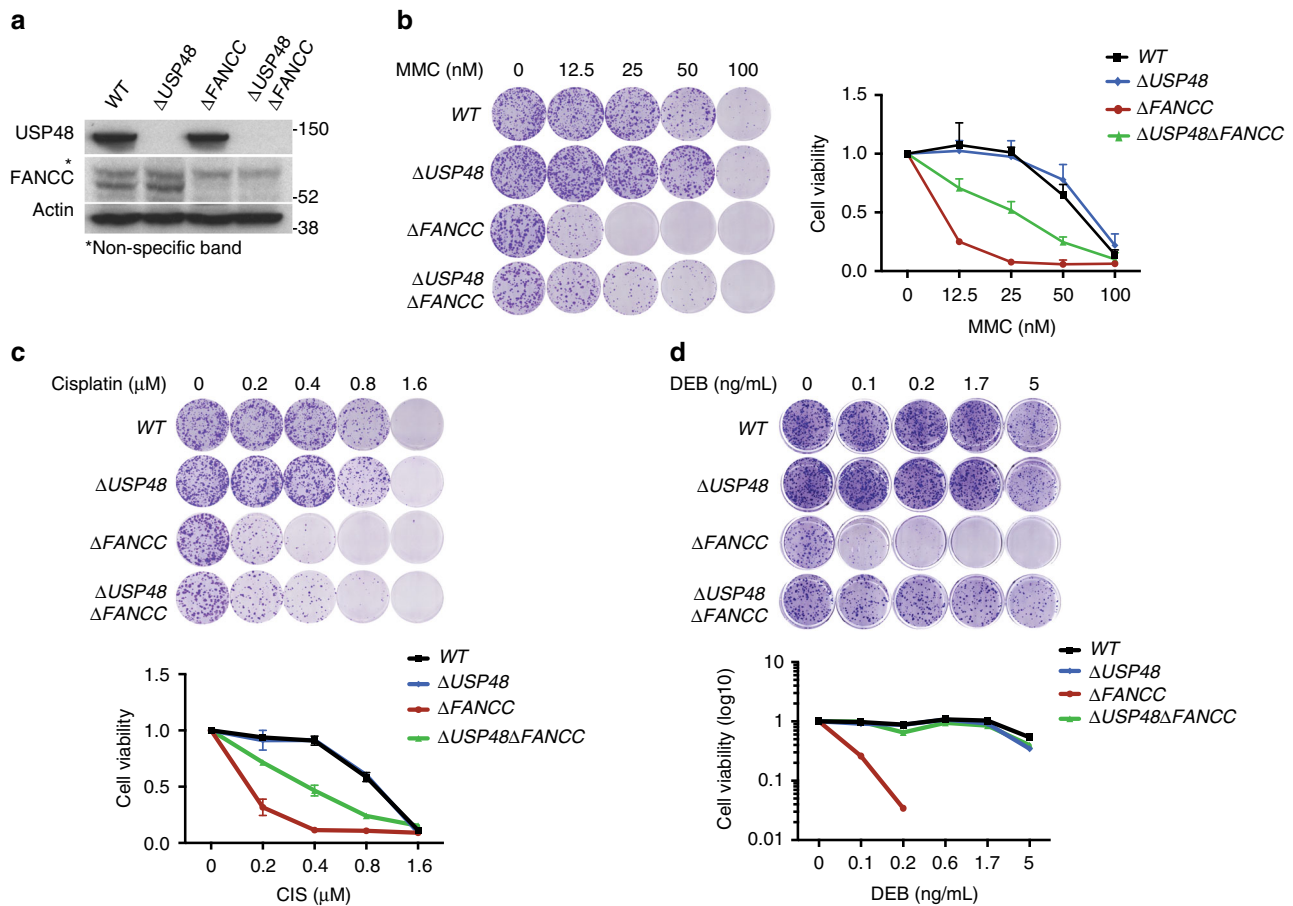 a
WT
ΔUSP48
ΔFANCC
ΔUSP48
ΔFANCC
USP48
-150
*
FANCC
-52
Actin
-38
*Non-specific band
b
MMC (nM) 0 12.5 25 50 100
WT
ΔUSP48
ΔFANCC
ΔUSP48
ΔFANCC
WT
ΔUSP48
ΔFANCC
ΔUSP48ΔFANCC
1.5
1.0
0.5
0.0
Cell viability
0 12.5 25 50 100
MMC (nM)
c
Cisplatin (μM) 0 0.2 0.4 0.8 1.6
WT
ΔUSP48
ΔFANCC
ΔUSP48
ΔFANCC
WT
ΔUSP48
ΔFANCC
ΔUSP48ΔFANCC
1.5
1.0
0.5
0.0
Cell viability
0 0.2 0.4 0.8 1.6
CIS (μM)
d
DEB (ng/mL) 0 0.1 0.2 1.7 5
WT
ΔUSP48
ΔFANCC
ΔUSP48
ΔFANCC
WT
ΔUSP48
ΔFANCC
ΔUSP48ΔFANCC
10
1
0.1
0.01
Cell viability (log10)
0 0.1 0.2 0.6 1.7 5
DEB (ng/mL)